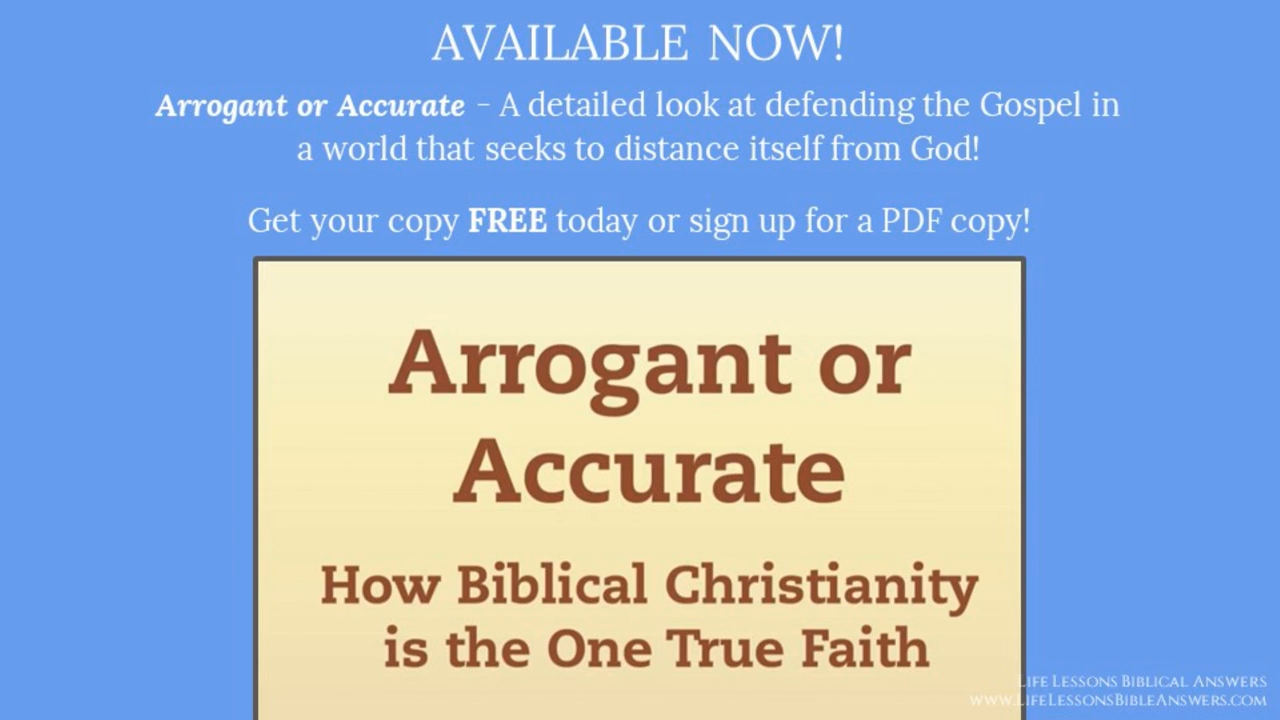 AVAILABLE NOW!
Arrogant or Accurate - A detailed look at defending the Gospel in
a world that seeks to distance itself from God!
Get your copy FREE today or sign up for a PDF copy!
Arrogant or
Accurate
How Biblical Christianity
is the One True Faith
Life Lessons Biblical Answers
www.LifeLessonsBibleAnswers.com